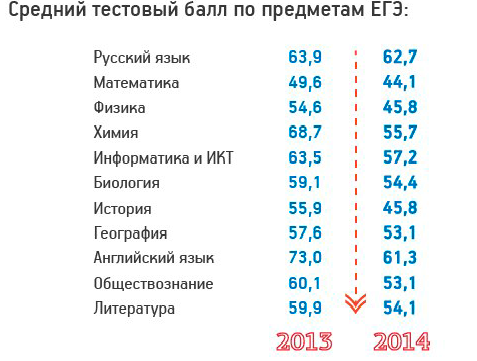 Средний тестовый балл по предметам ЕГЭ:
Русский язык 63,9 62,7
Математика 49,6 44,1
Физика 54,6 45,8
Химия 68,7 55,7
Информатика и ИКТ 63,5 57,2
Биология 59,1 54,4
История 55,9 45,8
География 57,6 53,1
Английский язык 73,0 61,3
Обществознание 60,1 53,1
Литература 59,9 54,1
2013 2014